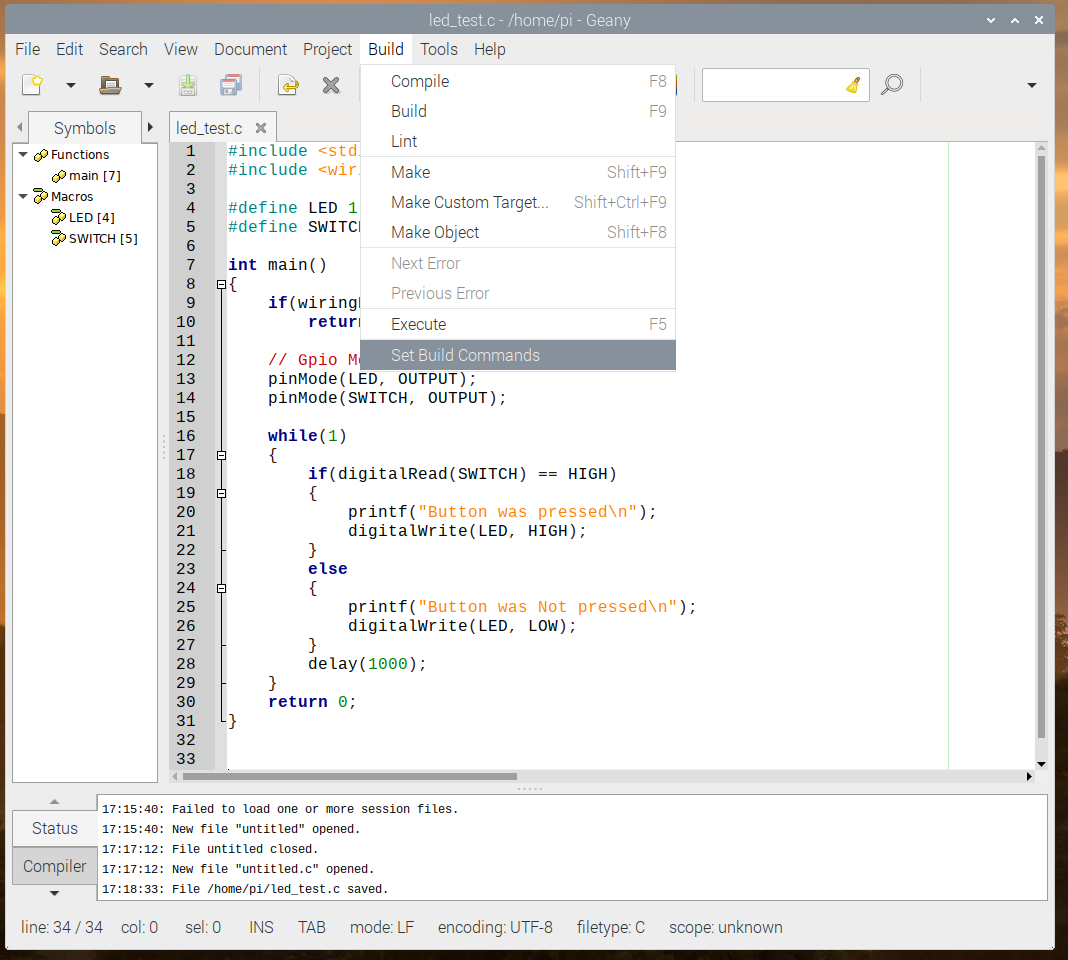 led_test.c - /home/pi - Geany
File Edit Search View Document Project Build Tools Help
Compile F8
Build F9
Lint
Make Shift+F9
Make Custom Target... Shift+Ctrl+F9
Make Object Shift+F8
Next Error
Previous Error
Execute F5
Set Build Commands
Symbols
Functions
main [7]
Macros
LED [4]
SWITCH [5]
led_test.c
1 #include <std
2 #include <wir
3
4 #define LED 1
5 #define SWITCH
6
7 int main()
8 {
9 if(wiring
10 return
11
12 // Gpio M
13 pinMode(LED, OUTPUT);
14 pinMode(SWITCH, OUTPUT);
15
16 while(1)
17 {
18 if(digitalRead(SWITCH) == HIGH)
19 {
20 printf("Button was pressed\n");
21 digitalWrite(LED, HIGH);
22 }
23 else
24 {
25 printf("Button was Not pressed\n");
26 digitalWrite(LED, LOW);
27 }
28 delay(1000);
29 }
30 return 0;
31 }
32
33
Status
Compiler
17:15:40: Failed to load one or more session files.
17:15:40: New file "untitled" opened.
17:17:12: File untitled closed.
17:17:12: New file "untitled.c" opened.
17:18:33: File /home/pi/led_test.c saved.
line: 34 / 34 col: 0 sel: 0 INS TAB mode: LF encoding: UTF-8 filetype: C scope: unknown